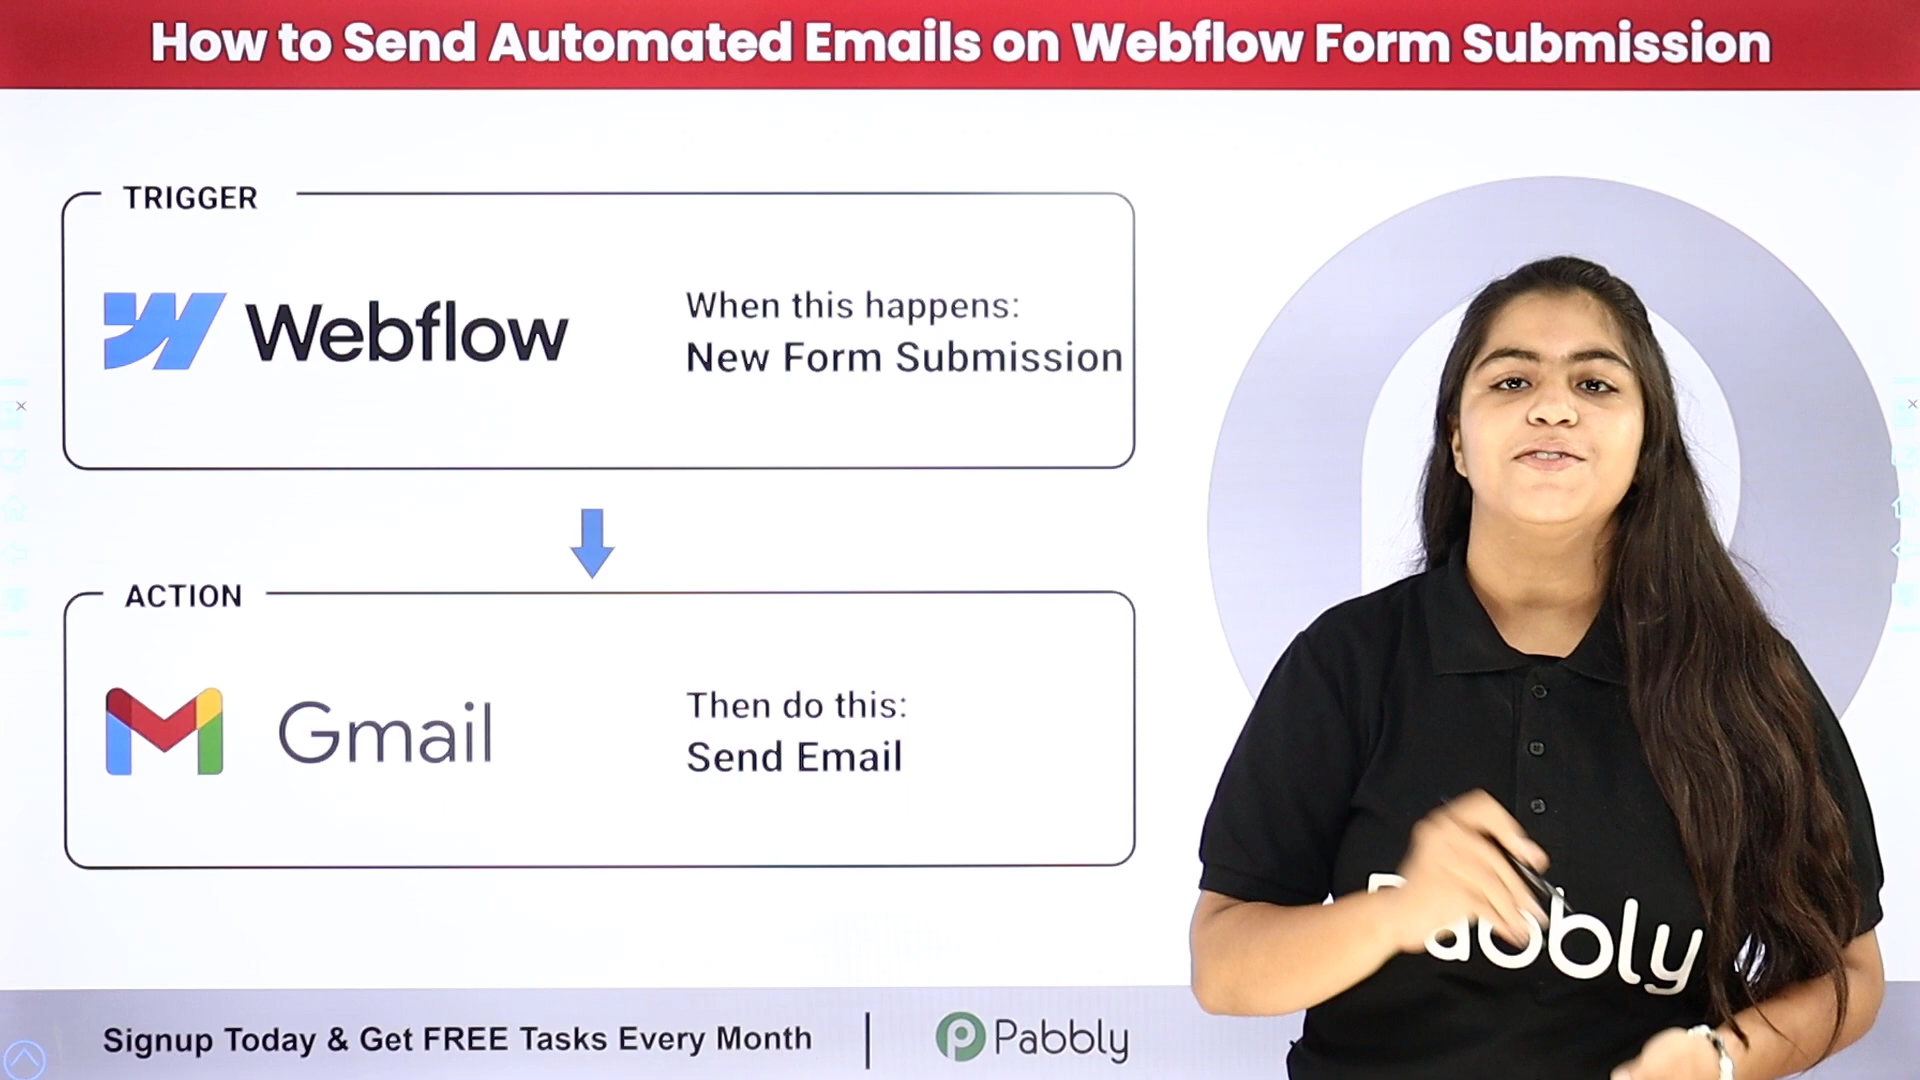 How to Send Automated Emails on Webflow Form Submission
TRIGGER
Webflow
When this happens:
New Form Submission
ACTION
Gmail
Then do this:
Send Email
Pabbly
Signup Today & Get FREE Tasks Every Month
Pabbly